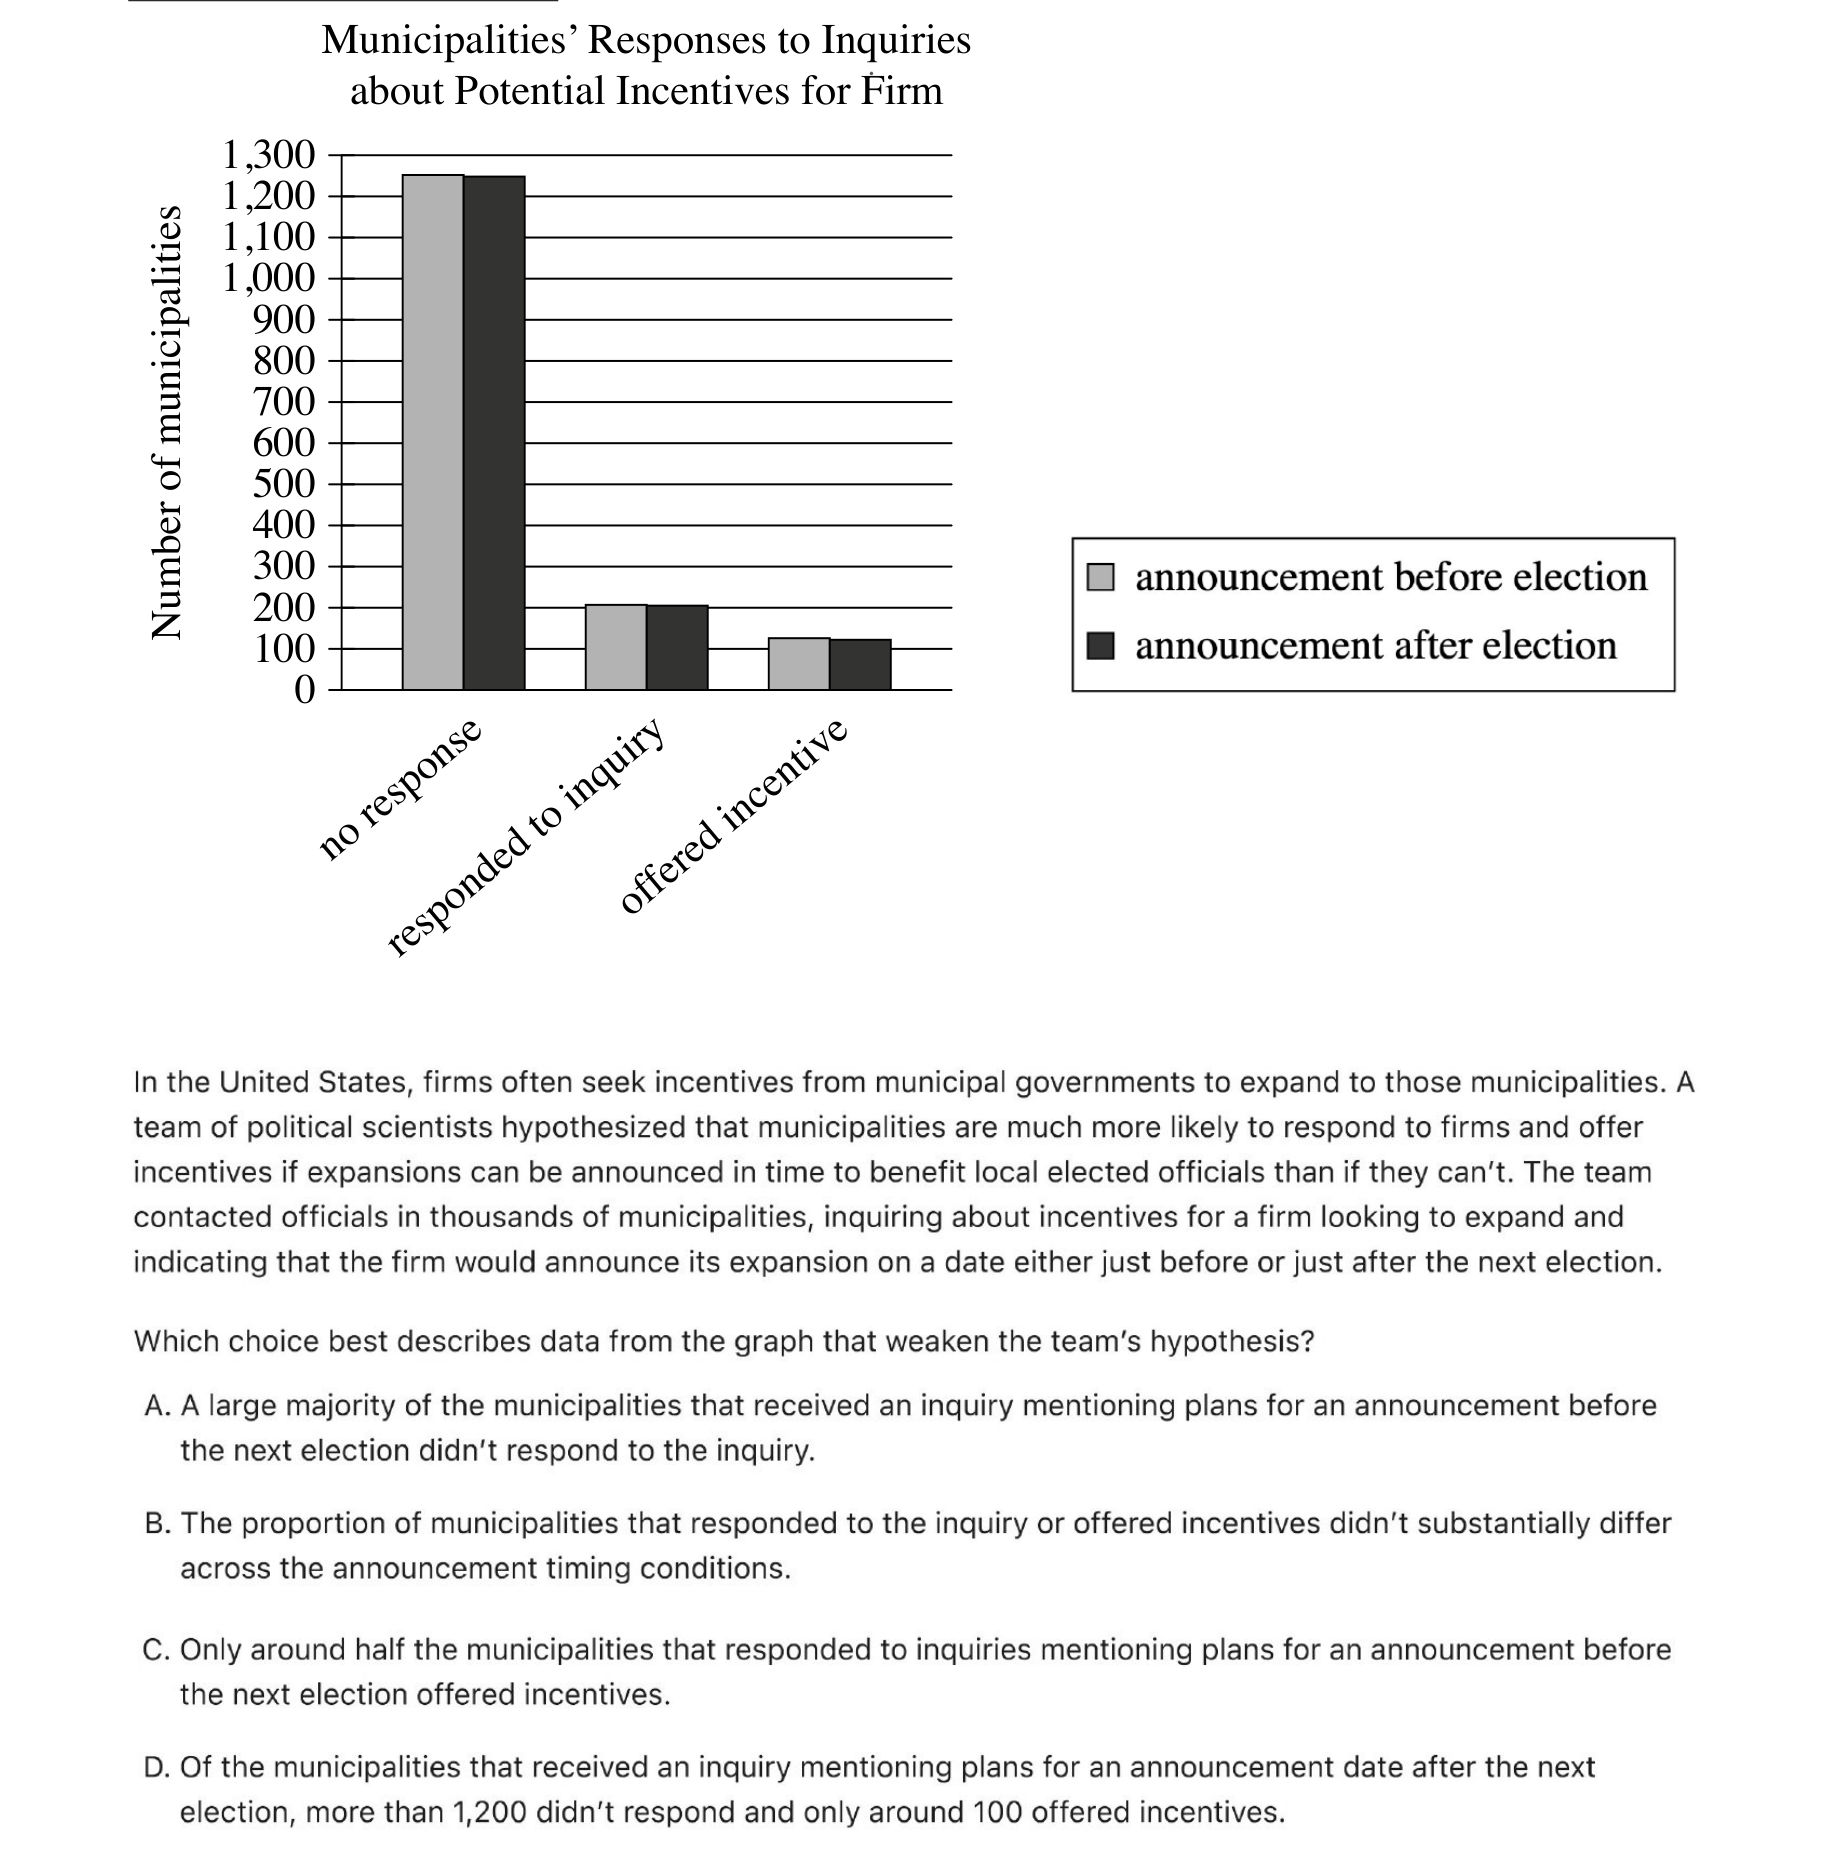 Municipalities’ Responses to Inquiries
about Potential Incentives for Firm
Number of municipalities
1,300
1,200
1,100
1,000
900
800
700
600
500
400
300
200
100
0
no response
responded to inquiry
offered incentive
announcement before election
announcement after election
In the United States, firms often seek incentives from municipal governments to expand to those municipalities. A
team of political scientists hypothesized that municipalities are much more likely to respond to firms and offer
incentives if expansions can be announced in time to benefit local elected officials than if they can’t. The team
contacted officials in thousands of municipalities, inquiring about incentives for a firm looking to expand and
indicating that the firm would announce its expansion on a date either just before or just after the next election.
Which choice best describes data from the graph that weaken the team’s hypothesis?
A. A large majority of the municipalities that received an inquiry mentioning plans for an announcement before
the next election didn’t respond to the inquiry.
B. The proportion of municipalities that responded to the inquiry or offered incentives didn’t substantially differ
across the announcement timing conditions.
C. Only around half the municipalities that responded to inquiries mentioning plans for an announcement before
the next election offered incentives.
D. Of the municipalities that received an inquiry mentioning plans for an announcement date after the next
election, more than 1,200 didn’t respond and only around 100 offered incentives.